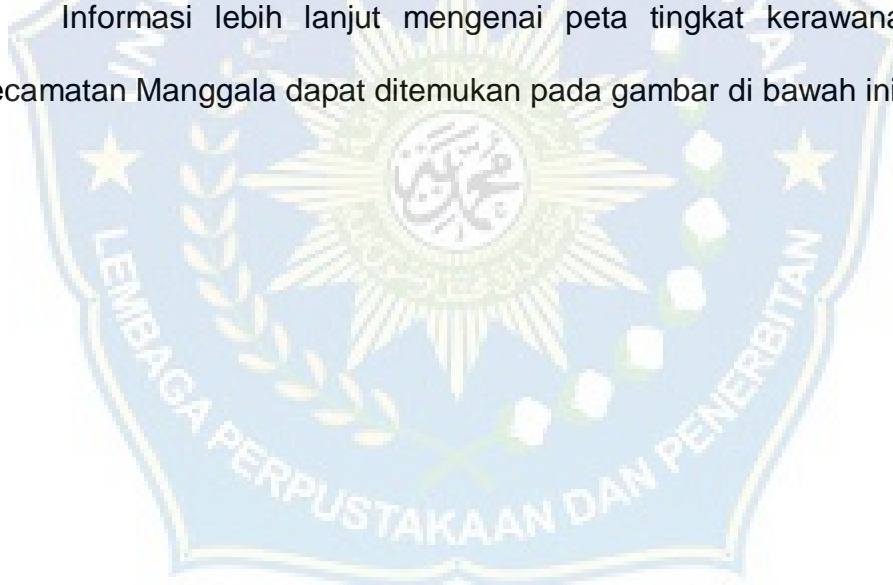 Informasi lebih lanjut mengenai peta tingkat kerawana
ecamatan Manggala dapat ditemukan pada gambar di bawah ini
LEMBAGA PERPUSTAKAAN DAN PENERBITAN